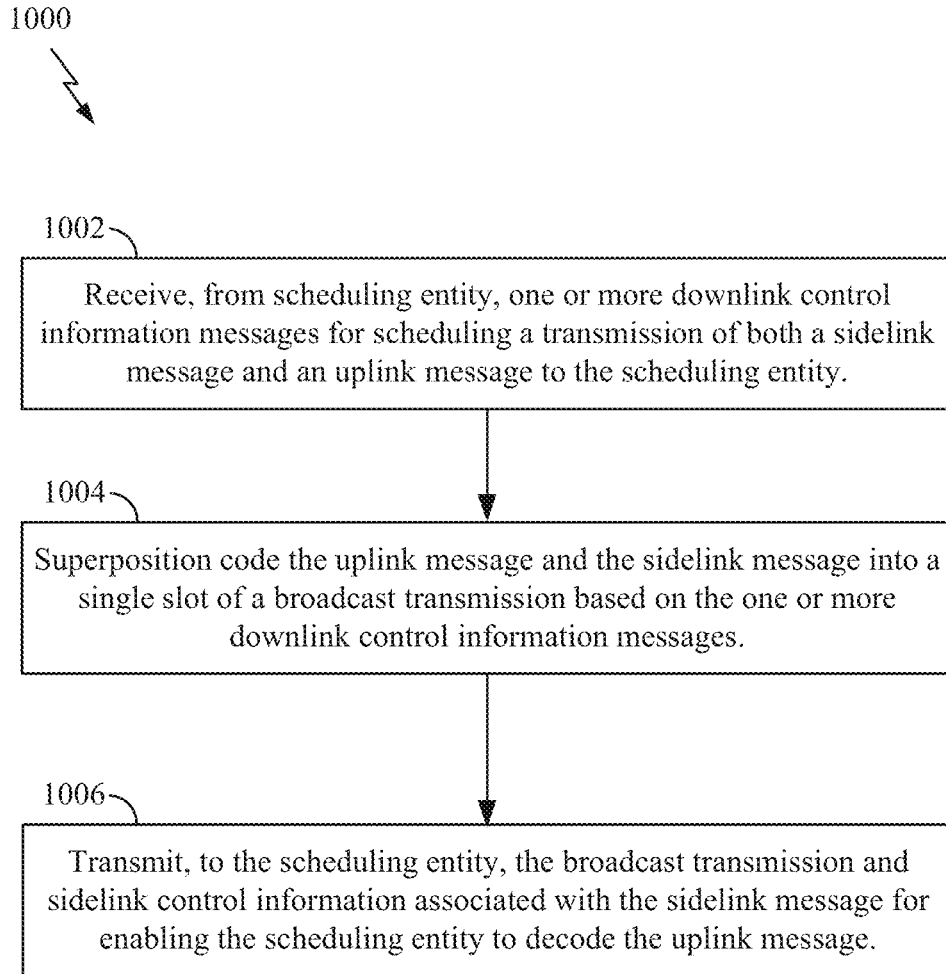 1000
1002
Receive, from scheduling entity, one or more downlink control
information messages for scheduling a transmission of both a sidelink
message and an uplink message to the scheduling entity.
1004
Superposition code the uplink message and the sidelink message into a
single slot of a broadcast transmission based on the one or more
downlink control information messages.
1006
Transmit, to the scheduling entity, the broadcast transmission and
sidelink control information associated with the sidelink message for
enabling the scheduling entity to decode the uplink message.